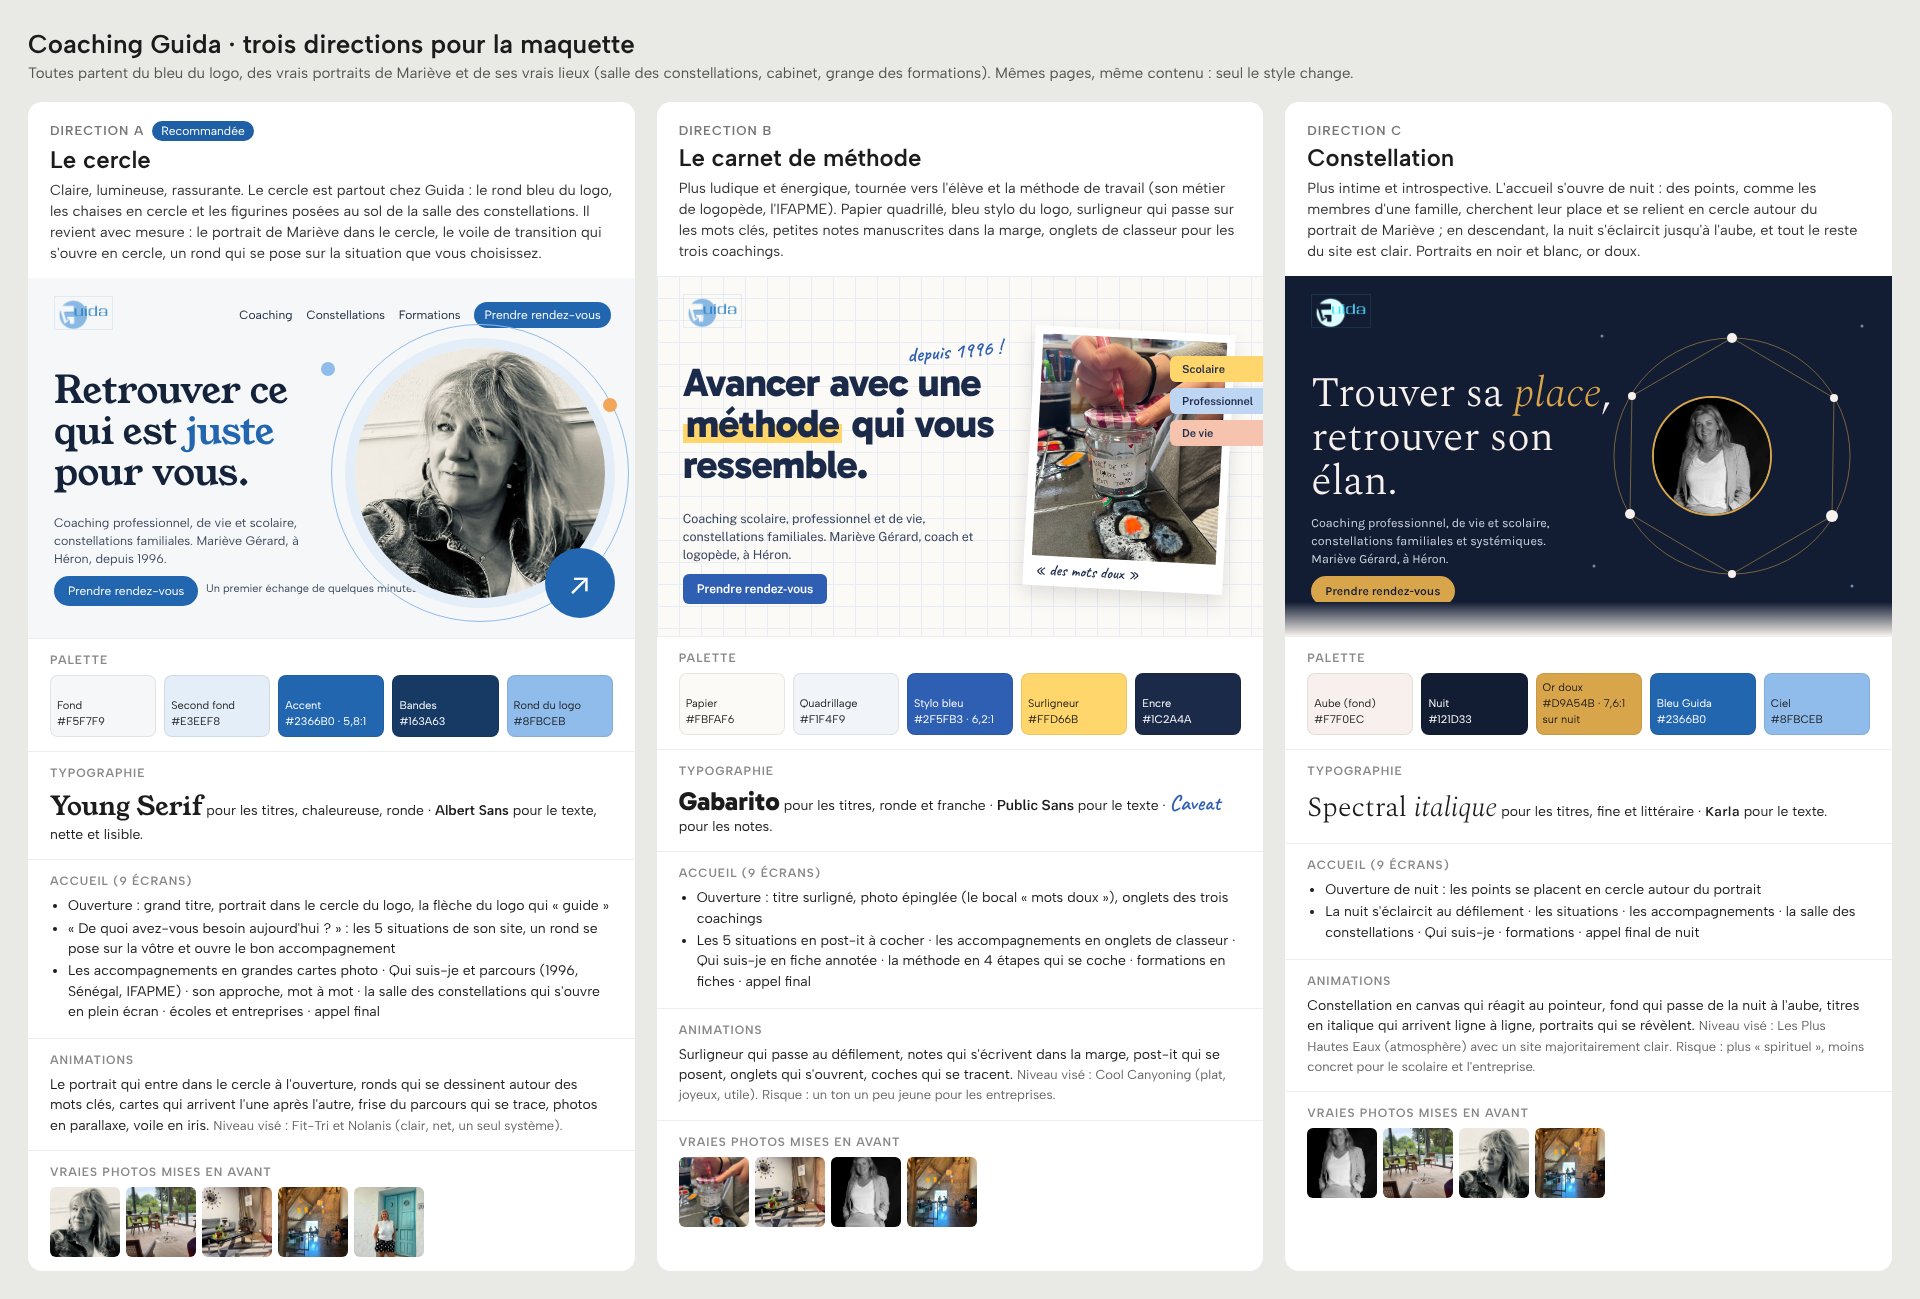 Coaching Guida · trois directions pour la maquette
Toutes partent du bleu du logo, des vrais portraits de Mariève et de ses vrais lieux (salle des constellations, cabinet, grange des formations). Mêmes pages, même contenu : seul le style change.
DIRECTION A Recommandée
Le cercle
Claire, lumineuse, rassurante. Le cercle est partout chez Guida : le rond bleu du logo,
les chaises en cercle et les figurines posées au sol de la salle des constellations. Il
revient avec mesure : le portrait de Mariève dans le cercle, le voile de transition qui
s'ouvre en cercle, un rond qui se pose sur la situation que vous choisissez.
Guida
Coaching Constellations Formations Prendre rendez-vous
Retrouver ce
qui est juste
pour vous.
Coaching professionnel, de vie et scolaire,
constellations familiales. Mariève Gérard, à
Héron, depuis 1996.
Prendre rendez-vous Un premier échange de quelques minutes
PALETTE
Fond
#F5F7F9
Second fond
#E3EEF8
Accent
#2366B0 · 5,8:1
Bandes
#163A63
Rond du logo
#8FBCEB
TYPOGRAPHIE
Young Serif pour les titres, chaleureuse, ronde · Albert Sans pour le texte,
nette et lisible.
ACCUEIL (9 ÉCRANS)
• Ouverture : grand titre, portrait dans le cercle du logo, la flèche du logo qui « guide »
• « De quoi avez-vous besoin aujourd'hui ? » : les 5 situations de son site, un rond se
pose sur la vôtre et ouvre le bon accompagnement
• Les accompagnements en grandes cartes photo · Qui suis-je et parcours (1996,
Sénégal, IFAPME) · son approche, mot à mot · la salle des constellations qui s'ouvre
en plein écran · écoles et entreprises · appel final
ANIMATIONS
Le portrait qui entre dans le cercle à l'ouverture, ronds qui se dessinent autour des
mots clés, cartes qui arrivent l'une après l'autre, frise du parcours qui se trace, photos
en parallaxe, voile en iris. Niveau visé : Fit-Tri et Nolanis (clair, net, un seul système).
VRAIES PHOTOS MISES EN AVANT
DIRECTION B
Le carnet de méthode
Plus ludique et énergique, tournée vers l'élève et la méthode de travail (son métier
de logopède, l'IFAPME). Papier quadrillé, bleu stylo du logo, surligneur qui passe sur
les mots clés, petites notes manuscrites dans la marge, onglets de classeur pour les
trois coachings.
Guida
depuis 1996 !
Avancer avec une
méthode qui vous
ressemble.
Coaching scolaire, professionnel et de vie,
constellations familiales. Mariève Gérard, coach et
logopède, à Héron.
Prendre rendez-vous
Scolaire
Professionnel
De vie
« des mots doux »
PALETTE
Papier
#FBFAF6
Quadrillage
#F1F4F9
Stylo bleu
#2F5FB3 · 6,2:1
Surligneur
#FFD66B
Encre
#1C2A4A
TYPOGRAPHIE
Gabarito pour les titres, ronde et franche · Public Sans pour le texte · Caveat
pour les notes.
ACCUEIL (9 ÉCRANS)
• Ouverture : titre surligné, photo épinglée (le bocal « mots doux »), onglets des trois
coachings
• Les 5 situations en post-it à cocher · les accompagnements en onglets de classeur ·
Qui suis-je en fiche annotée · la méthode en 4 étapes qui se coche · formations en
fiches · appel final
ANIMATIONS
Surligneur qui passe au défilement, notes qui s'écrivent dans la marge, post-it qui se
posent, onglets qui s'ouvrent, coches qui se tracent. Niveau visé : Cool Canyoning (plat,
joyeux, utile). Risque : un ton un peu jeune pour les entreprises.
VRAIES PHOTOS MISES EN AVANT
DIRECTION C
Constellation
Plus intime et introspective. L'accueil s'ouvre de nuit : des points, comme les
membres d'une famille, cherchent leur place et se relient en cercle autour du
portrait de Mariève ; en descendant, la nuit s'éclaircit jusqu'à l'aube, et tout le reste
du site est clair. Portraits en noir et blanc, or doux.
Guida
Trouver sa place,
retrouver son
élan.
Coaching professionnel, de vie et scolaire,
constellations familiales et systémiques.
Mariève Gérard, à Héron.
Prendre rendez-vous
PALETTE
Aube (fond)
#F7F0EC
Nuit
#121D33
Or doux
#D9A54B · 7,6:1
sur nuit
Bleu Guida
#2366B0
Ciel
#8FBCEB
TYPOGRAPHIE
Spectral italique pour les titres, fine et littéraire · Karla pour le texte.
ACCUEIL (9 ÉCRANS)
• Ouverture de nuit : les points se placent en cercle autour du portrait
• La nuit s'éclaircit au défilement · les situations · les accompagnements · la salle des
constellations · Qui suis-je · formations · appel final de nuit
ANIMATIONS
Constellation en canvas qui réagit au pointeur, fond qui passe de la nuit à l'aube, titres
en italique qui arrivent ligne à ligne, portraits qui se révèlent. Niveau visé : Les Plus
Hautes Eaux (atmosphère) avec un site majoritairement clair. Risque : plus « spirituel », moins
concret pour le scolaire et l'entreprise.
VRAIES PHOTOS MISES EN AVANT